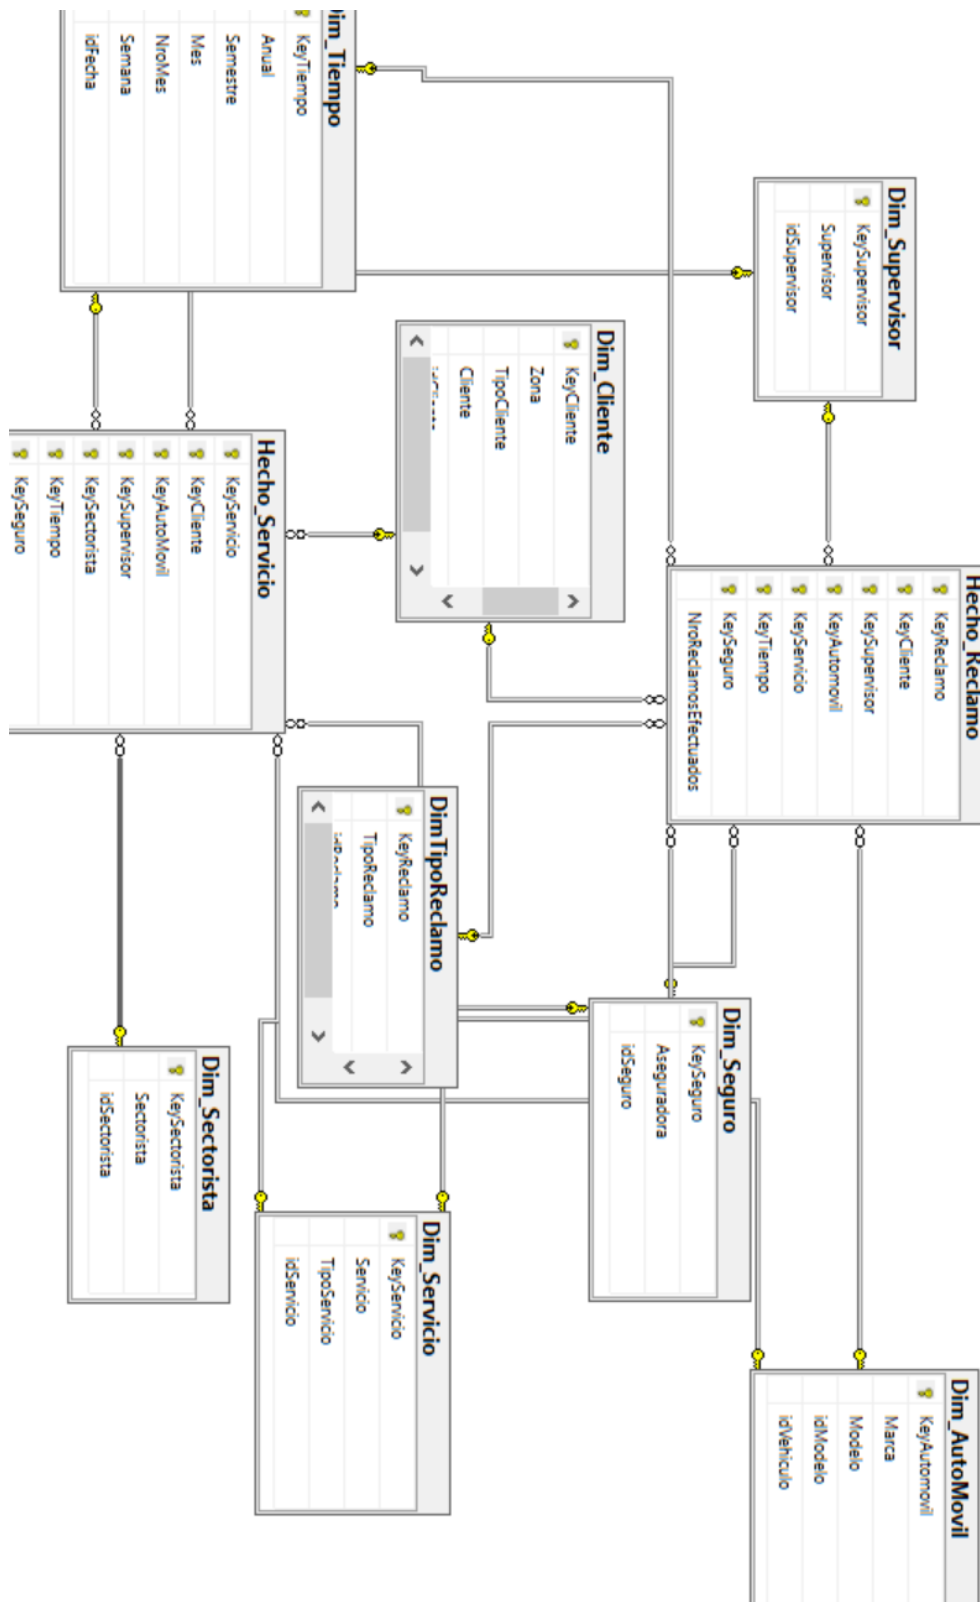 Dim_Supervisor
KeySupervisor
Supervisor
idSupervisor
Hecho_Reclamo
KeyReclamo
KeyCliente
KeySupervisor
KeyAutomovil
KeyServicio
KeyTiempo
KeySeguro
NroReclamosEfectuados
Dim_AutoMovil
KeyAutomovil
Marca
Modelo
idModelo
idVehiculo
Dim_Cliente
KeyCliente
Zona
TipoCliente
Cliente
idCliente
Dim_Seguro
KeySeguro
Aseguradora
idSeguro
Dim_Tiempo
KeyTiempo
Anual
Semestre
Mes
NroMes
Semana
idFecha
DimTipoReclamo
KeyReclamo
TipoReclamo
idReclamo
Dim_Servicio
KeyServicio
Servicio
TipoServicio
idServicio
Hecho_Servicio
KeyServicio
KeyCliente
KeyAutoMovil
KeySupervisor
KeySectorista
KeyTiempo
KeySeguro
Dim_Sectorista
KeySectorista
Sectorista
idSectorista